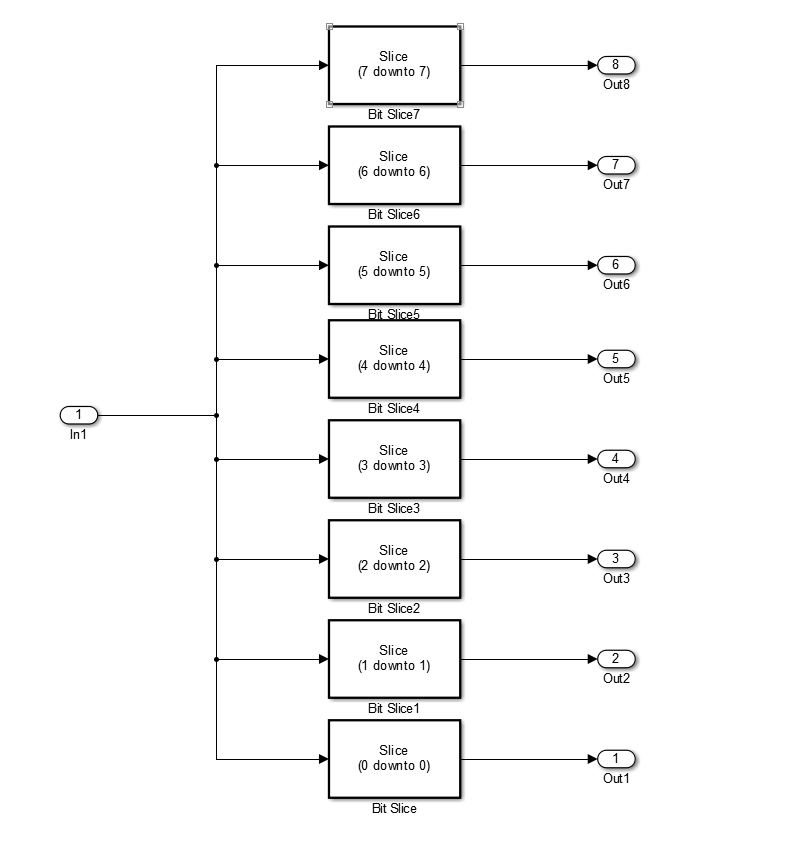 Slice
(7 downto 7)
8
Out8
Bit Slice7
Slice
(6 downto 6)
7
Out7
Bit Slice6
Slice
(5 downto 5)
6
Out6
Bit Slice5
Slice
(4 downto 4)
5
Out5
Bit Slice4
1
In1
Slice
(3 downto 3)
4
Out4
Bit Slice3
Slice
(2 downto 2)
3
Out3
Bit Slice2
Slice
(1 downto 1)
2
Out2
Bit Slice1
Slice
(0 downto 0)
1
Out1
Bit Slice